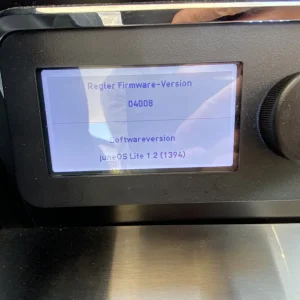 Regler Firmware-Version
04008
Softwareversion
juneOS Lite 1.2 (1394)